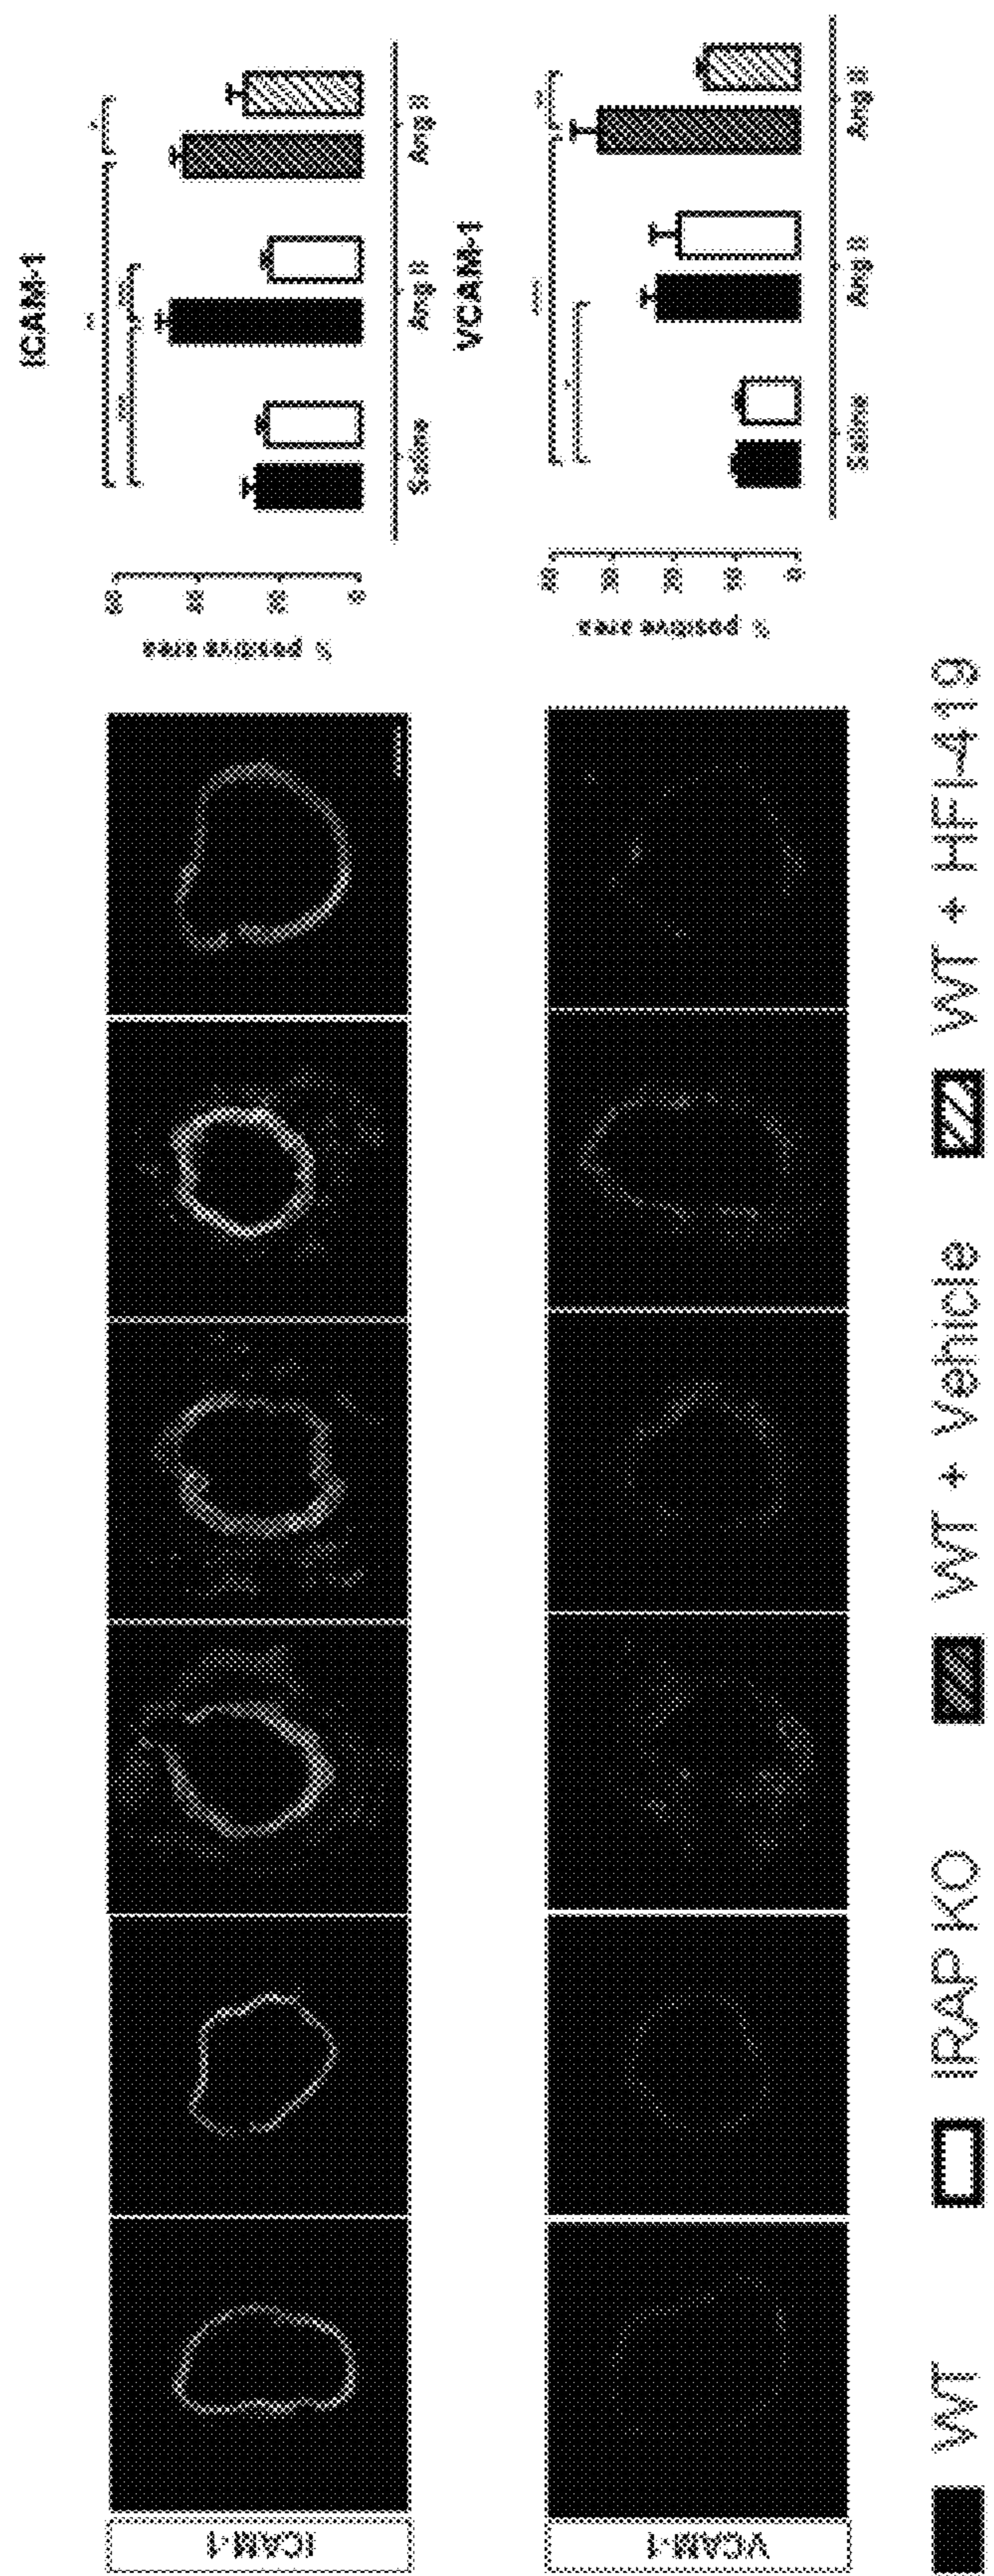 ICAM-1
ICAM-1
% positive area
Saline
Ang II
Ang II
VCAM-1
VCAM-1
% positive area
Saline
Ang II
Ang II
WT
IRAP KO
WT + Vehicle
WT + HFI-419